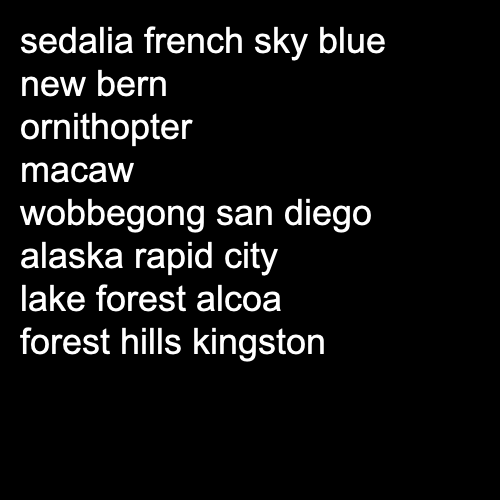 sedalia french sky blue
new bern
ornithopter
macaw
wobbegong san diego
alaska rapid city
lake forest alcoa
forest hills kingston